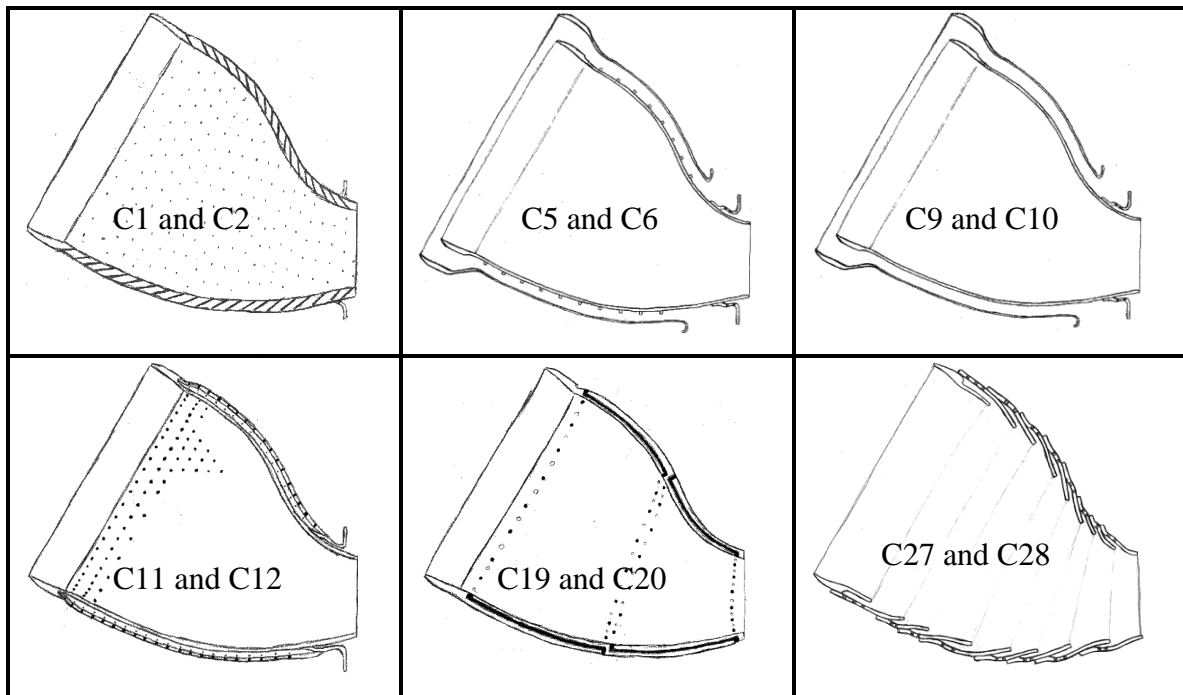 C1 and C2
C5 and C6
C9 and C10
C11 and C12
C19 and C20
C27 and C28